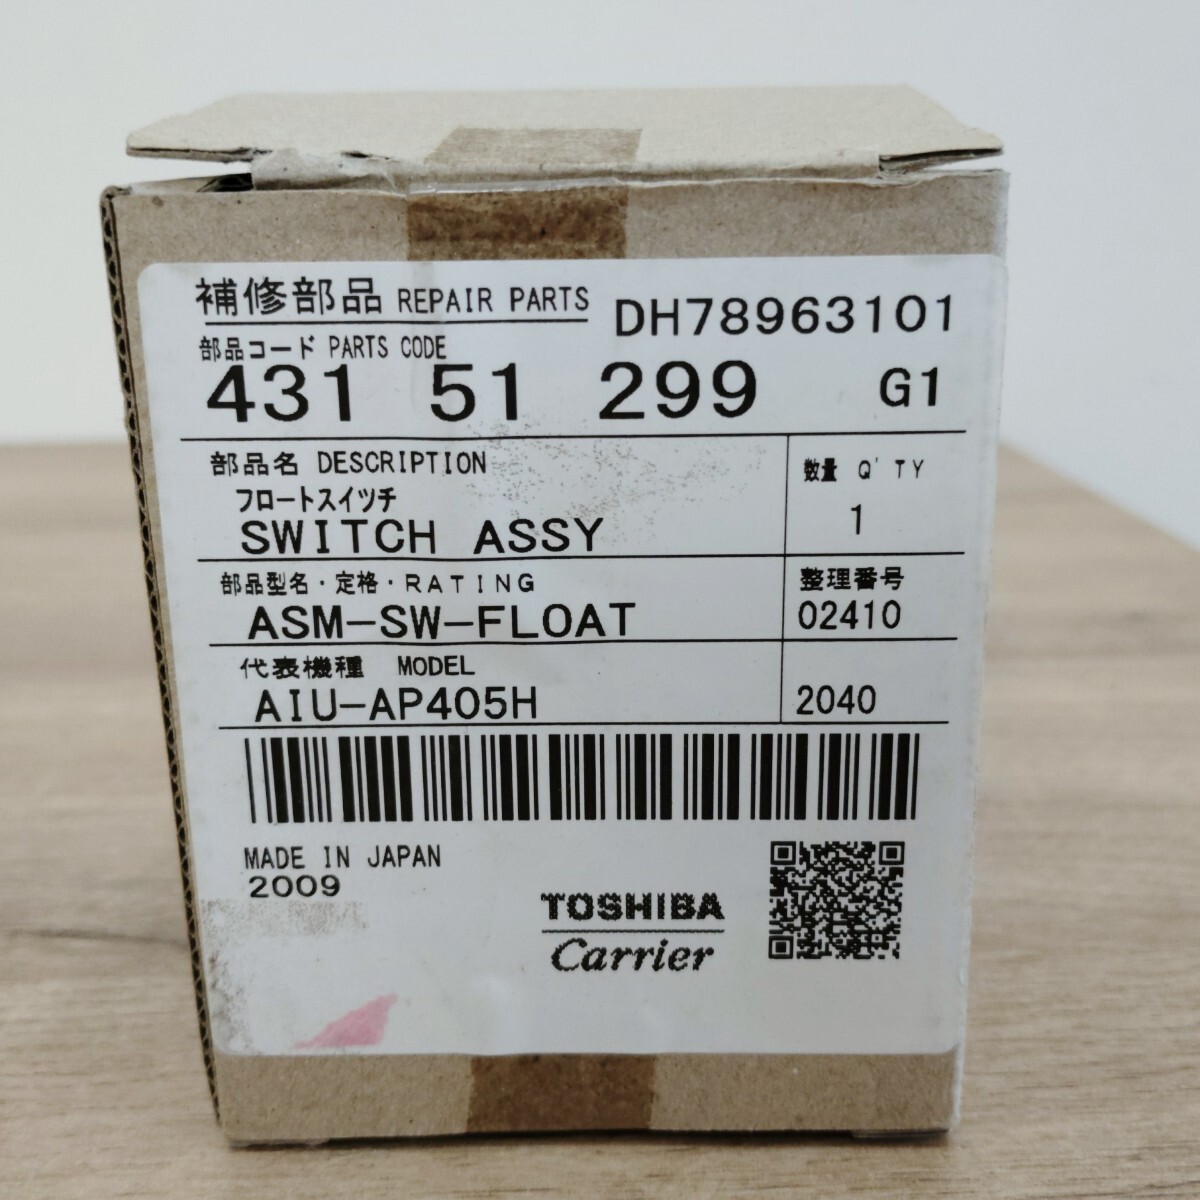 補修部品 REPAIR PARTS DH78963101
部品コード PARTS CODE
431 51 299 G1
部品名 DESCRIPTION 数量 Q'TY
フロートスイッチ
SWITCH ASSY 1
部品型名・定格・RATING 整理番号
ASM-SW-FLOAT 02410
代表機種 MODEL
AIU-AP405H 2040
MADE IN JAPAN
2009
TOSHIBA
Carrier